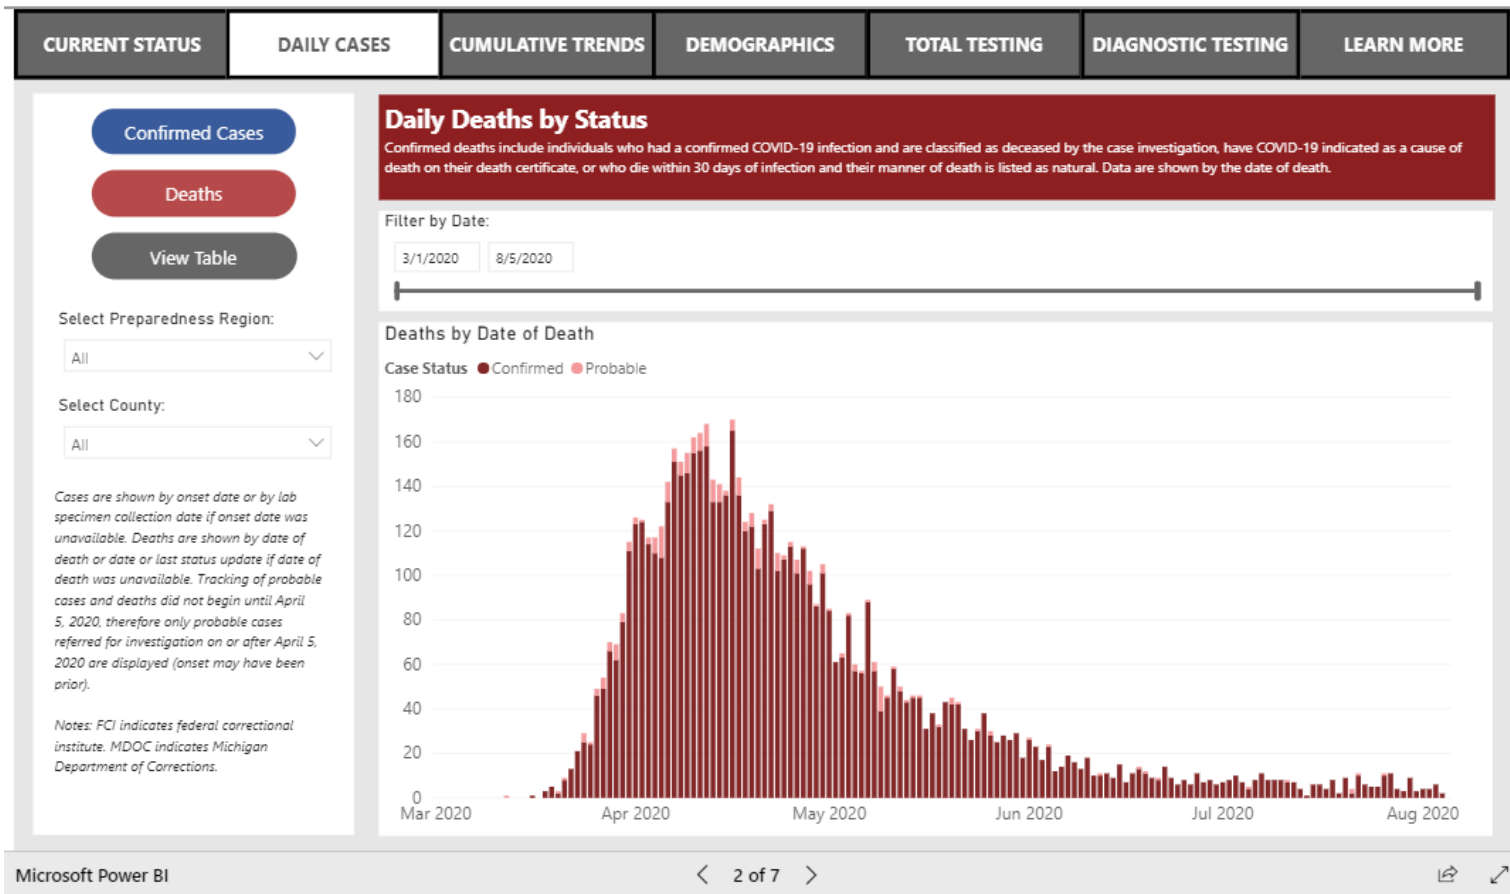 CURRENT STATUS
DAILY CASES
CUMULATIVE TRENDS
DEMOGRAPHICS
TOTAL TESTING
DIAGNOSTIC TESTING
LEARN MORE
Confirmed Cases
Deaths
View Table
Select Preparedness Region:
All
Select County:
All
Cases are shown by onset date or by lab
specimen collection date if onset date was
unavailable. Deaths are shown by date of
death or date or last status update if date of
death was unavailable. Tracking of probable
cases and deaths did not begin until April
5, 2020, therefore only probable cases
referred for investigation on or after April 5,
2020 are displayed (onset may have been
prior).
Notes: FCI indicates federal correctional
institute. MDOC indicates Michigan
Department of Corrections.
Daily Deaths by Status
Confirmed deaths include individuals who had a confirmed COVID-19 infection and are classified as deceased by the case investigation, have COVID-19 indicated as a cause of
death on their death certificate, or who die within 30 days of infection and their manner of death is listed as natural. Data are shown by the date of death.
Filter by Date:
3/1/2020 8/5/2020
Deaths by Date of Death
Case Status Confirmed Probable
180
160
140
120
100
80
60
40
20
0
Mar 2020 Apr 2020 May 2020 Jun 2020 Jul 2020 Aug 2020
Microsoft Power BI
2 of 7